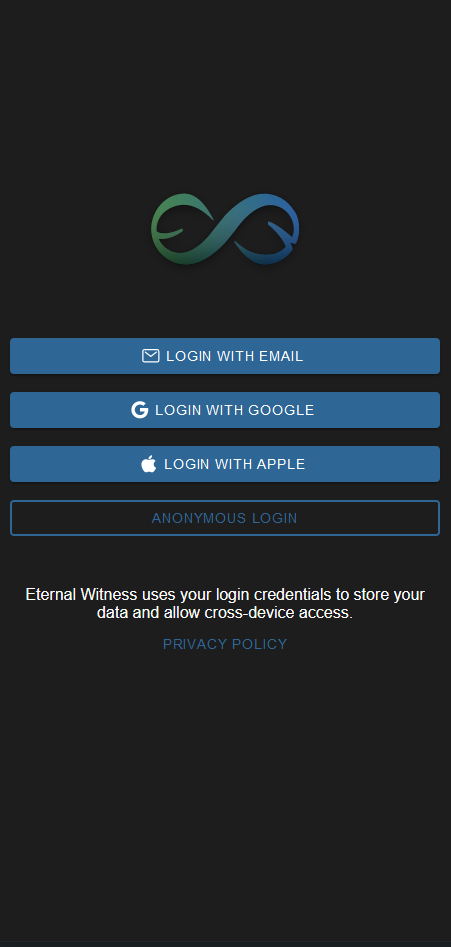 LOGIN WITH EMAIL
LOGIN WITH GOOGLE
LOGIN WITH APPLE
ANONYMOUS LOGIN
Eternal Witness uses your login credentials to store your
data and allow cross-device access.
PRIVACY POLICY